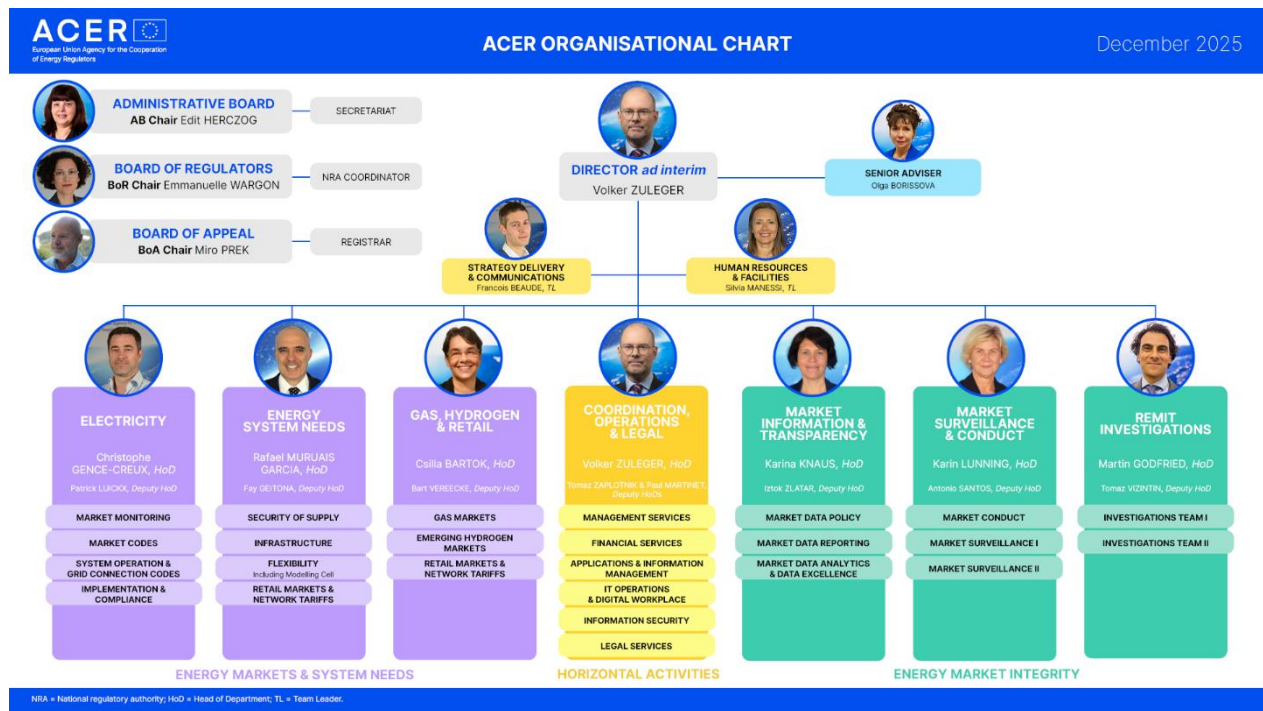 ACER
European Union Agency for the Cooperation
of Energy Regulators
ACER ORGANISATIONAL CHART
December 2025
ADMINISTRATIVE BOARD
AB Chair Edit HERCZOG
SECRETARIAT
BOARD OF REGULATORS
BoR Chair Emmanuelle WARGON
NRA COORDINATOR
BOARD OF APPEAL
BoA Chair Miro PREK
REGISTRAR
DIRECTOR ad interim
Volker ZULEGER
SENIOR ADVISER
Olga BORISSOVA
STRATEGY DELIVERY
& COMMUNICATIONS
Francois BEAUDE, TL
HUMAN RESOURCES
& FACILITIES
Silvia MANESSI, TL
ELECTRICITY
Christophe
GENCE-CREUX, HoD
Patrick LUICKX, Deputy HoD
MARKET MONITORING
MARKET CODES
SYSTEM OPERATION &
GRID CONNECTION CODES
IMPLEMENTATION &
COMPLIANCE
ENERGY
SYSTEM NEEDS
Rafael MURUAIS
GARCIA, HoD
Fay GEITONA, Deputy HoD
SECURITY OF SUPPLY
INFRASTRUCTURE
FLEXIBILITY
Including Modelling Cell
RETAIL MARKETS &
NETWORK TARIFFS
GAS, HYDROGEN
& RETAIL
Csilla BARTOK, HoD
Bart VEREECKE, Deputy HoD
GAS MARKETS
EMERGING HYDROGEN
MARKETS
RETAIL MARKETS &
NETWORK TARIFFS
COORDINATION,
OPERATIONS
& LEGAL
Volker ZULEGER, HoD
Tomaz ZAPLOTNIK & Paul MARTINET,
Deputy HoDs
MANAGEMENT SERVICES
FINANCIAL SERVICES
APPLICATIONS & INFORMATION
MANAGEMENT
IT OPERATIONS
& DIGITAL WORKPLACE
INFORMATION SECURITY
LEGAL SERVICES
MARKET
INFORMATION &
TRANSPARENCY
Karina KNAUS, HoD
Iztok ZLATAR, Deputy HoD
MARKET DATA POLICY
MARKET DATA REPORTING
MARKET DATA ANALYTICS
& DATA EXCELLENCE
MARKET
SURVEILLANCE
& CONDUCT
Karin LUNNING, HoD
Antonio SANTOS, Deputy HoD
MARKET CONDUCT
MARKET SURVEILLANCE I
MARKET SURVEILLANCE II
REMIT
INVESTIGATIONS
Martin GODFRIED, HoD
Tomaz VIZINTIN, Deputy HoD
INVESTIGATIONS TEAM I
INVESTIGATIONS TEAM II
ENERGY MARKETS & SYSTEM NEEDS
HORIZONTAL ACTIVITIES
ENERGY MARKET INTEGRITY
NRA = National regulatory authority; HoD = Head of Department; TL = Team Leader.